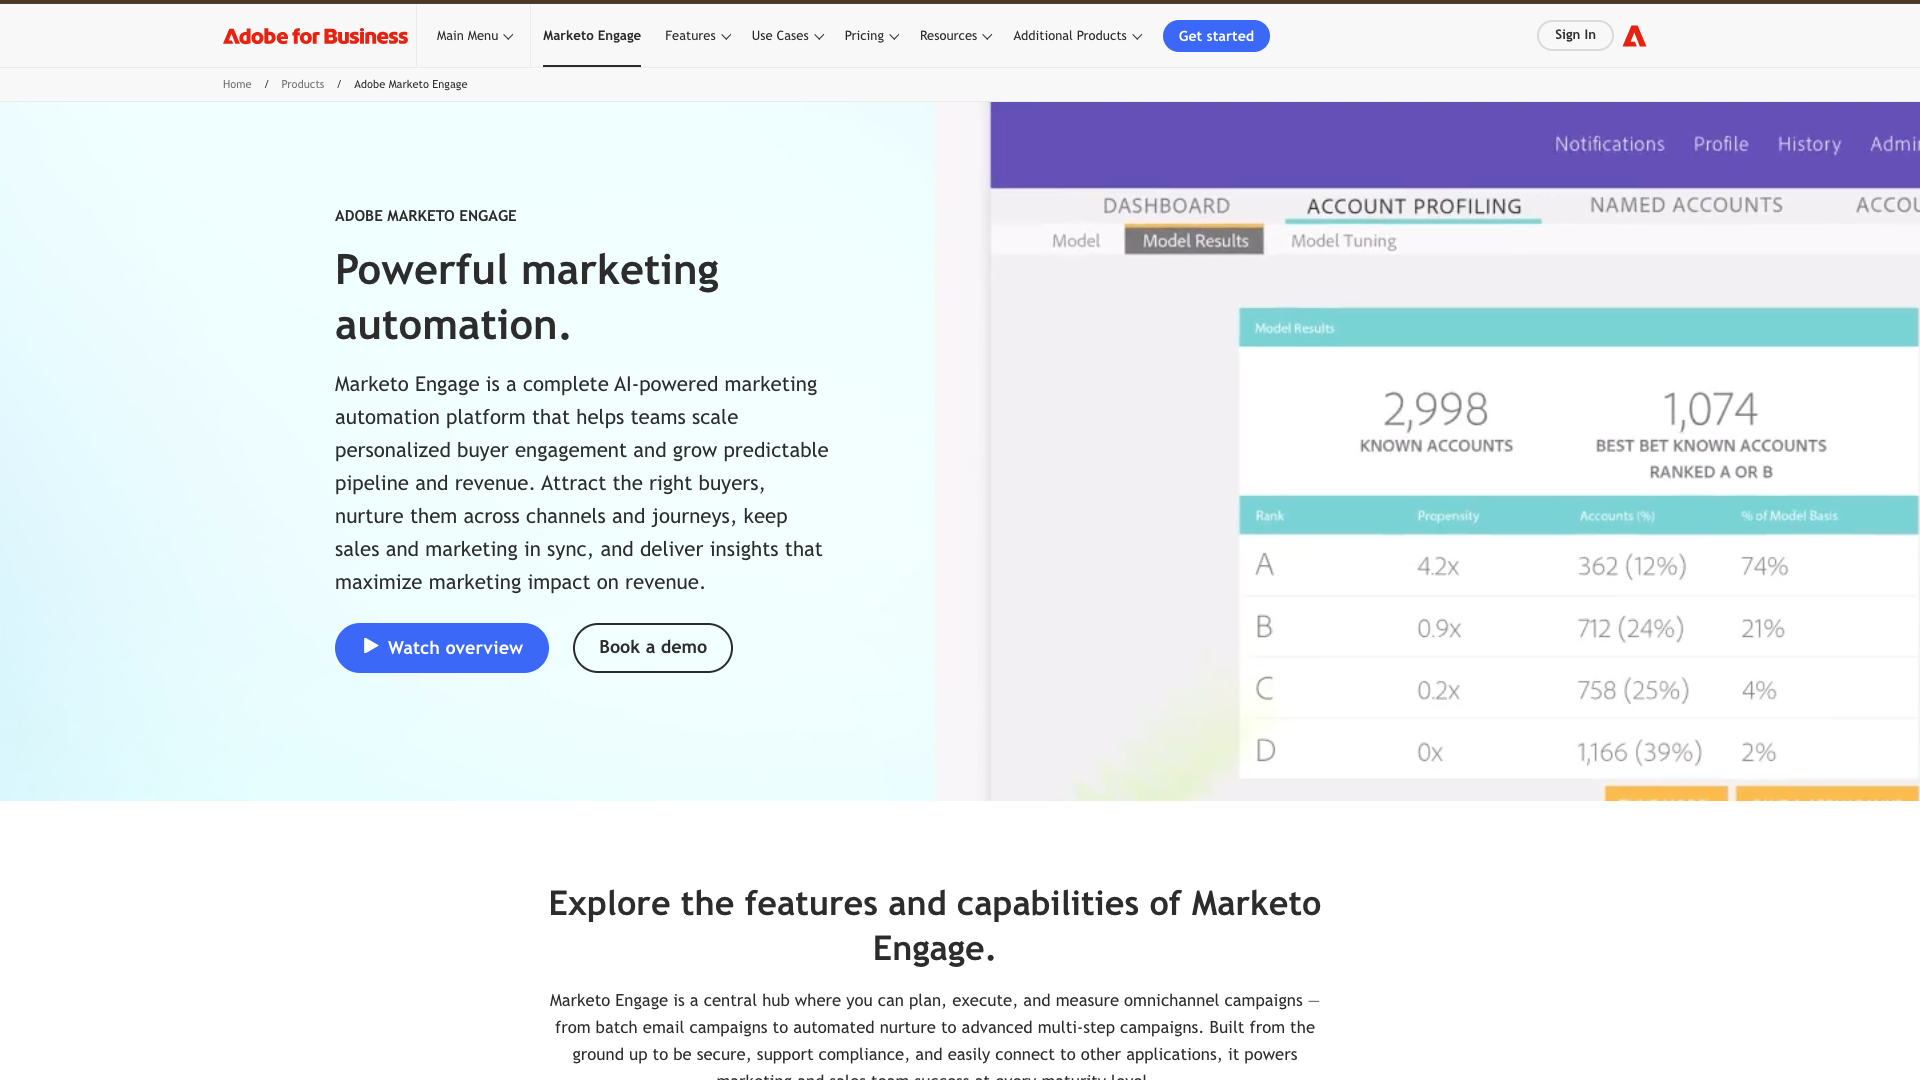 Adobe for Business
Main Menu
Marketo Engage
Features
Use Cases
Pricing
Resources
Additional Products
Get started
Sign In
Home / Products / Adobe Marketo Engage
ADOBE MARKETO ENGAGE
Powerful marketing
automation.
Marketo Engage is a complete AI-powered marketing
automation platform that helps teams scale
personalized buyer engagement and grow predictable
pipeline and revenue. Attract the right buyers,
nurture them across channels and journeys, keep
sales and marketing in sync, and deliver insights that
maximize marketing impact on revenue.
Watch overview
Book a demo
Notifications Profile History
DASHBOARD ACCOUNT PROFILING NAMED ACCOUNTS
Model Model Results Model Tuning
Model Results
2,998
KNOWN ACCOUNTS
1,074
BEST BET KNOWN ACCOUNTS
RANKED A OR B
Rank Propensity Accounts (%) % of Model Basis
A 4.2x 362 (12%) 74%
B 0.9x 712 (24%) 21%
C 0.2x 758 (25%) 4%
D 0x 1,166 (39%) 2%
Explore the features and capabilities of Marketo
Engage.
Marketo Engage is a central hub where you can plan, execute, and measure omnichannel campaigns —
from batch email campaigns to automated nurture to advanced multi-step campaigns. Built from the
ground up to be secure, support compliance, and easily connect to other applications, it powers
marketing and sales team success at every maturity level.